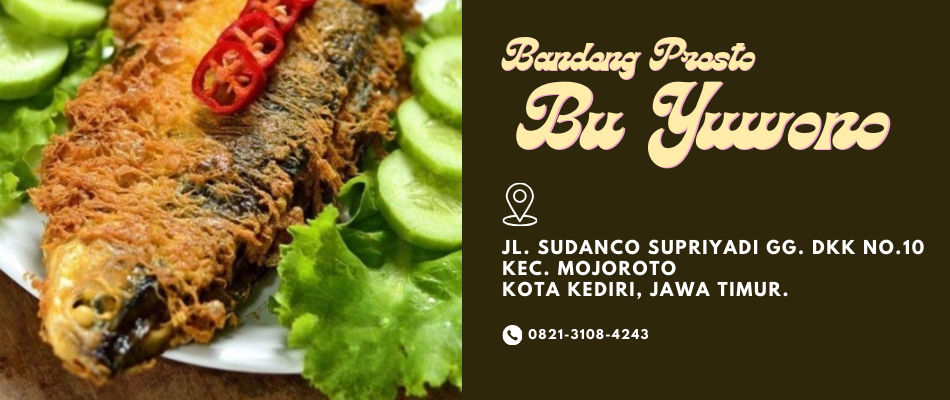 Bandeng Presto
Bu Yuwono
JL. SUDANCO SUPRIYADI GG. DKK NO.10
KEC. MOJOROTO
KOTA KEDIRI, JAWA TIMUR.
0821-3108-4243